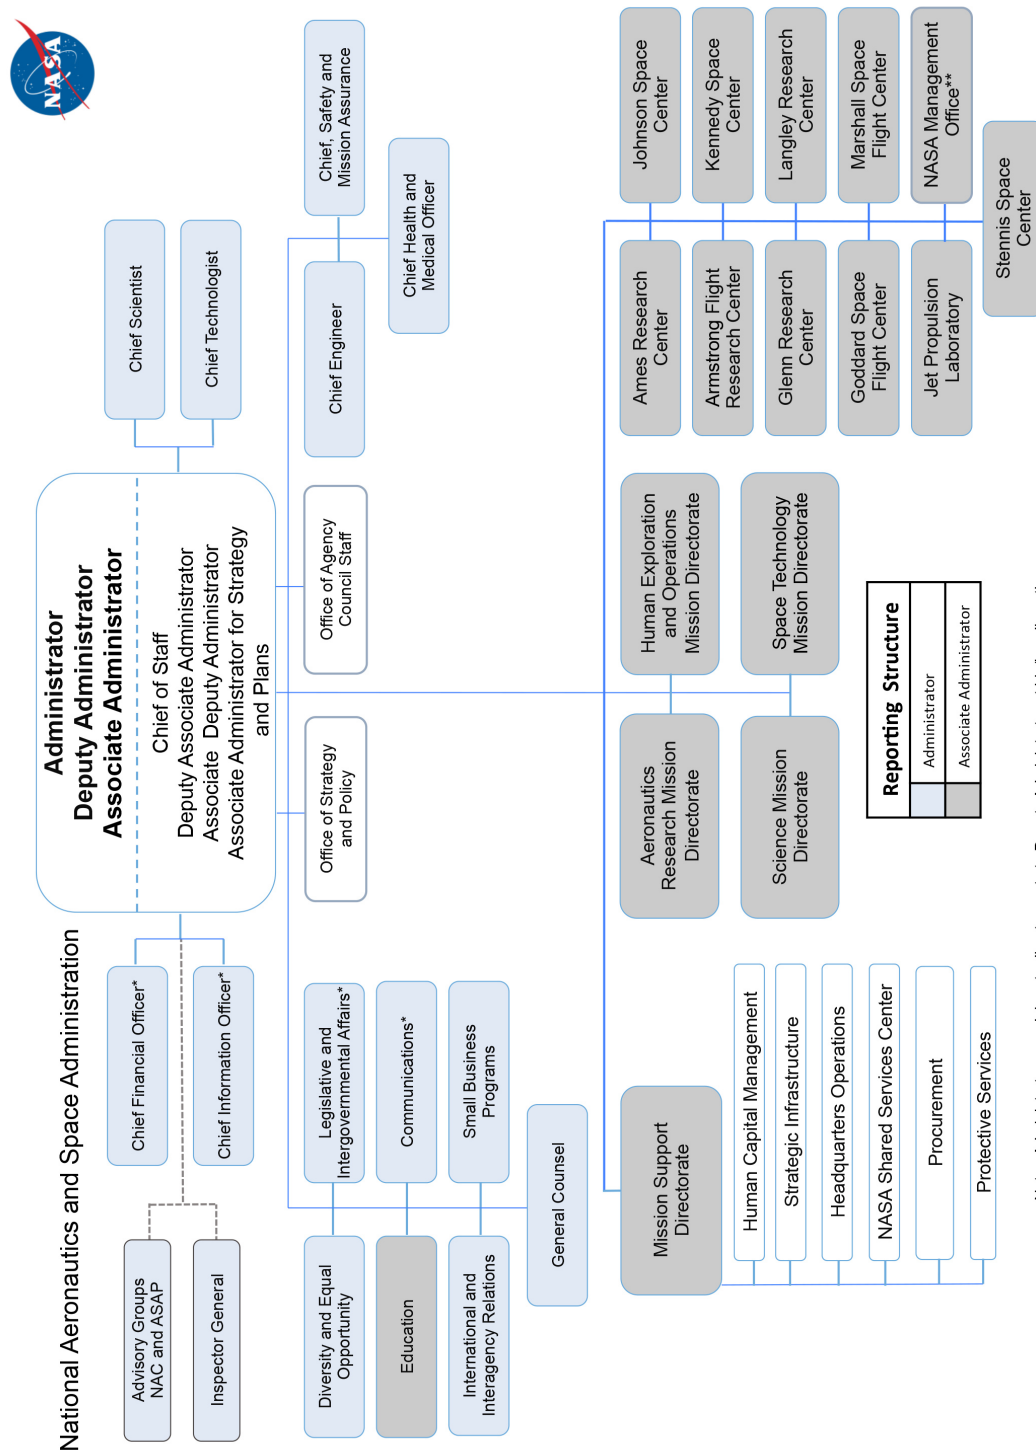 National Aeronautics and Space Administration
NASA
Administrator
Deputy Administrator
Associate Administrator
Chief of Staff
Deputy Associate Administrator
Associate Deputy Administrator
Associate Administrator for Strategy
and Plans
Advisory Groups
NAC and ASAP
Inspector General
Chief Financial Officer*
Chief Information Officer*
Chief Scientist
Chief Technologist
Diversity and Equal
Opportunity
Legislative and
Intergovernmental Affairs*
Education
Communications*
International and
Interagency Relations
Small Business
Programs
General Counsel
Office of Strategy
and Policy
Office of Agency
Council Staff
Chief Engineer
Chief, Safety and
Mission Assurance
Chief Health and
Medical Officer
Mission Support
Directorate
Human Capital Management
Strategic Infrastructure
Headquarters Operations
NASA Shared Services Center
Procurement
Protective Services
Aeronautics
Research Mission
Directorate
Human Exploration
and Operations
Mission Directorate
Science Mission
Directorate
Space Technology
Mission Directorate
Ames Research
Center
Johnson Space
Center
Armstrong Flight
Research Center
Kennedy Space
Center
Glenn Research
Center
Langley Research
Center
Goddard Space
Flight Center
Marshall Space
Flight Center
Jet Propulsion
Laboratory
NASA Management
Office**
Stennis Space
Center
Reporting Structure
Administrator
Associate Administrator